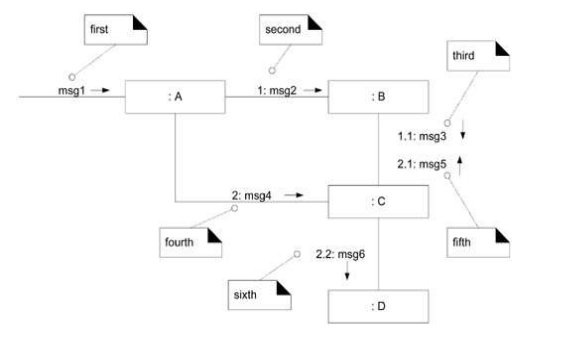 first
second
third
msg1
: A
1: msg2
: B
1.1: msg3
2.1: msg5
2: msg4
: C
fourth
fifth
2.2: msg6
sixth
: D